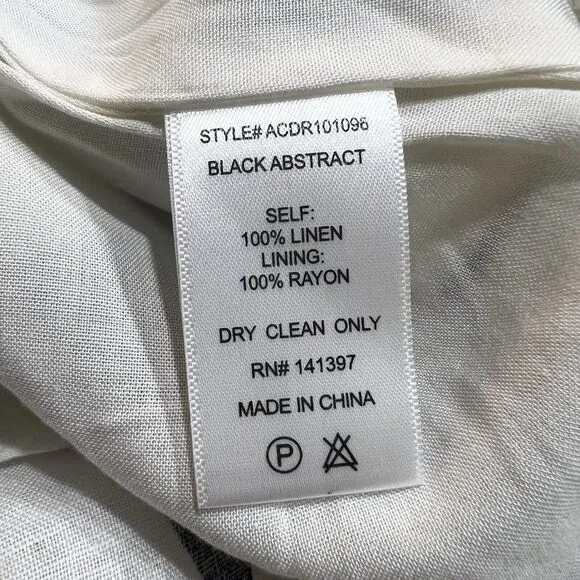 STYLE# ACDR101096
BLACK ABSTRACT
SELF:
100% LINEN
LINING:
100% RAYON
DRY CLEAN ONLY
RN# 141397
MADE IN CHINA
P